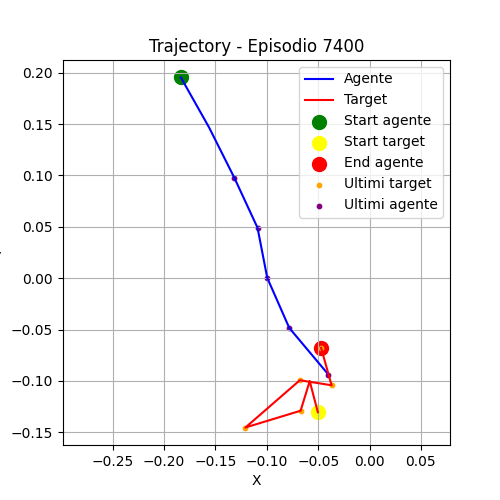 Trajectory - Episodio 7400
Agente
Target
Start agente
Start target
End agente
Ultimi target
Ultimi agente
0.20
0.15
0.10
0.05
0.00
−0.05
−0.10
−0.15
−0.25
−0.20
−0.15
−0.10
−0.05
0.00
0.05
X